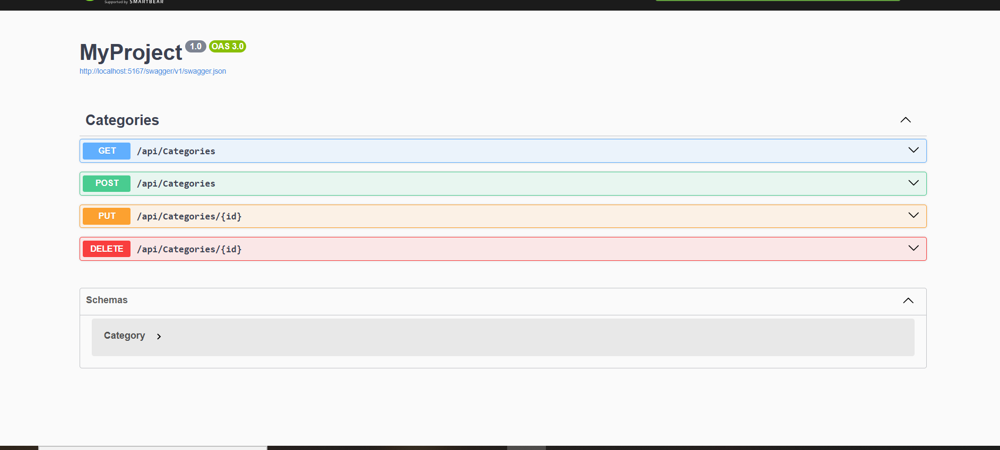 Supported by SMARTBEAR
MyProject 1.0 OAS 3.0
http://localhost:5167/swagger/v1/swagger.json
Categories
GET /api/Categories
POST /api/Categories
PUT /api/Categories/{id}
DELETE /api/Categories/{id}
Schemas
Category